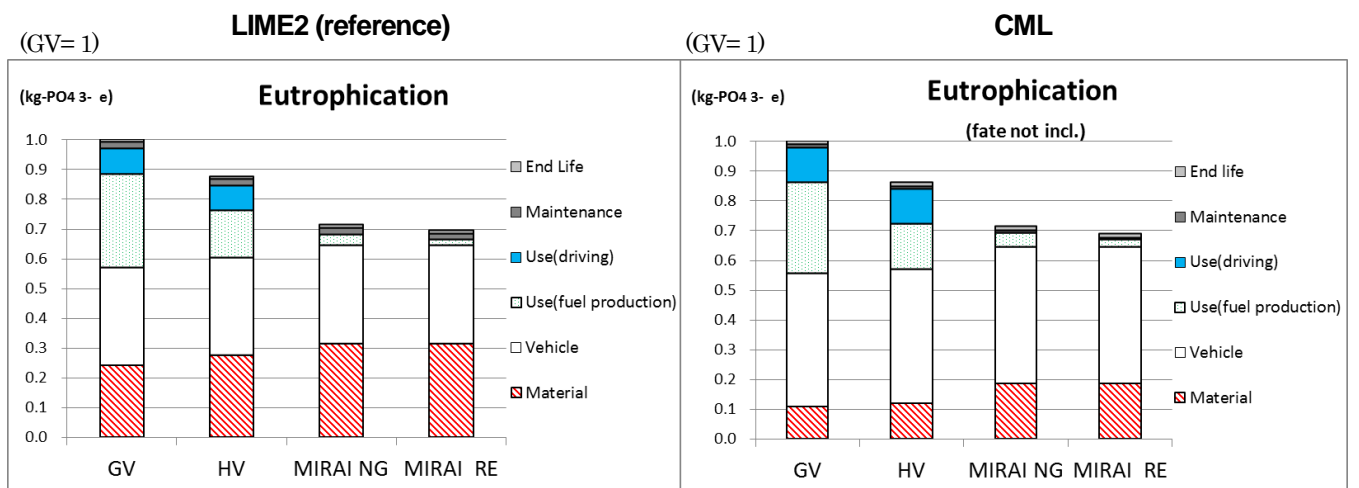 LIME2 (reference)
(GV= 1)
Eutrophication
(kg-PO4 3- e)
1.0
0.9
0.8
0.7
0.6
0.5
0.4
0.3
0.2
0.1
0.0
GV HV MIRAI NG MIRAI RE
End Life
Maintenance
Use(driving)
Use(fuel production)
Vehicle
Material
CML
(GV= 1)
Eutrophication
(kg-PO4 3- e)
(fate not incl.)
1.0
0.9
0.8
0.7
0.6
0.5
0.4
0.3
0.2
0.1
0.0
GV HV MIRAI NG MIRAI RE
End life
Maintenance
Use(driving)
Use(fuel production)
Vehicle
Material